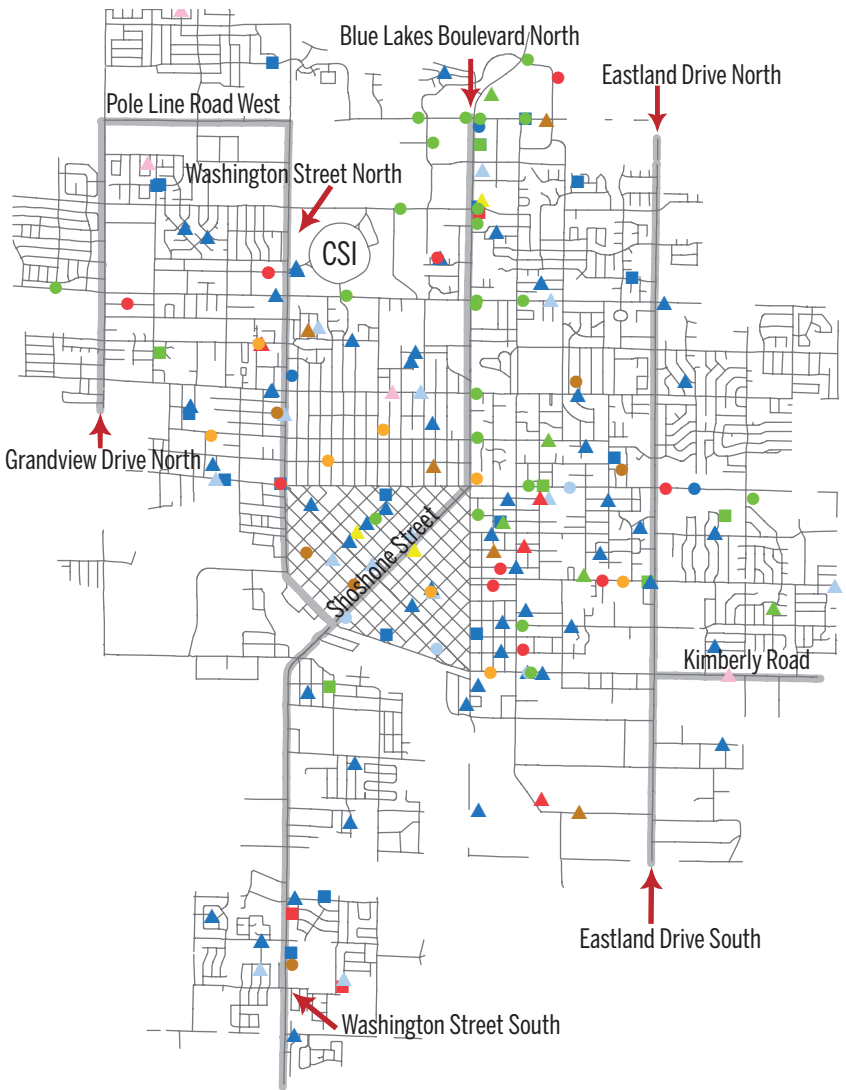 Blue Lakes Boulevard North
Eastland Drive North
Pole Line Road West
Washington Street North
CSI
Grandview Drive North
Shoshone Street
Kimberly Road
Eastland Drive South
Washington Street South